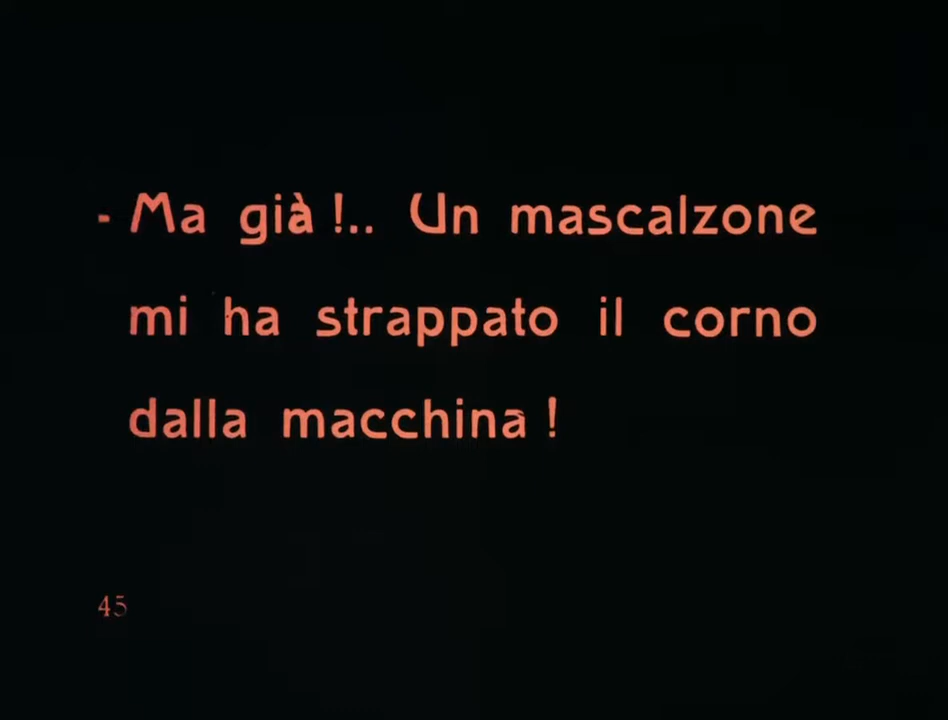 - Ma già !.. Un mascalzone
mi ha strappato il corno
dalla macchina !
45